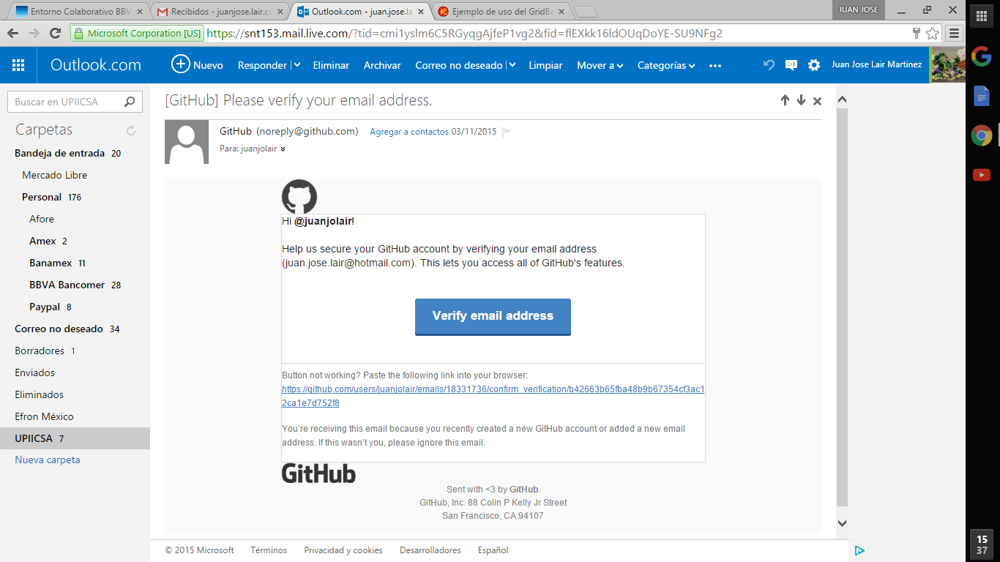 Entorno Colaborativo BBV
Recibidos - juanjose.lair.co
Outlook.com - juan.jose.la
Ejemplo de uso del GridBa
JUAN JOSE
Microsoft Corporation [US]
https://snt153.mail.live.com/?tid=cmi1yslm6C5RGyqgAjfeP1vg2&fid=flEXkk16ldOUqDoYE-SU9NFg2
Outlook.com
Nuevo
Responder
Eliminar
Archivar
Correo no deseado
Limpiar
Mover a
Categorías
Juan Jose Lair Martinez
Buscar en UPIICSA
Carpetas
Bandeja de entrada 20
Mercado Libre
Personal 176
Afore
Amex 2
Banamex 11
BBVA Bancomer 28
Paypal 8
Correo no deseado 34
Borradores 1
Enviados
Eliminados
Efron México
UPIICSA 7
Nueva carpeta
[GitHub] Please verify your email address.
GitHub (noreply@github.com) Agregar a contactos 03/11/2015
Para: juanjolair
Hi @juanjolair!
Help us secure your GitHub account by verifying your email address
(juan.jose.lair@hotmail.com). This lets you access all of GitHub's features.
Verify email address
Button not working? Paste the following link into your browser:
https://github.com/users/juanjolair/emails/18331736/confirm_verification/b42663b65fba48b9b67354cf3ac1
2ca1e7d752f8
You're receiving this email because you recently created a new GitHub account or added a new email
address. If this wasn't you, please ignore this email.
GitHub
Sent with <3 by GitHub.
GitHub, Inc. 88 Colin P Kelly Jr Street
San Francisco, CA 94107
© 2015 Microsoft
Términos
Privacidad y cookies
Desarrolladores
Español
15
37